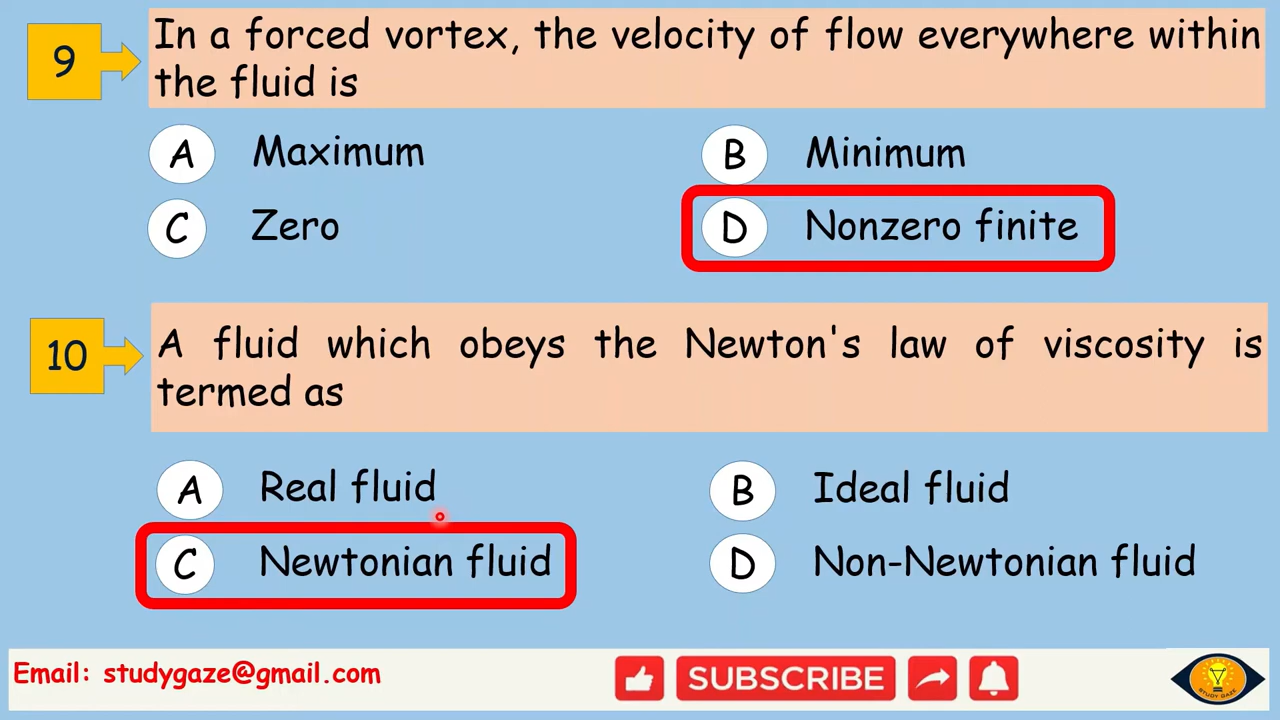 9
In a forced vortex, the velocity of flow everywhere within
the fluid is
A Maximum
B Minimum
C Zero
D Nonzero finite
10
A fluid which obeys the Newton's law of viscosity is
termed as
A Real fluid
B Ideal fluid
C Newtonian fluid
D Non-Newtonian fluid
Email: studygaze@gmail.com
SUBSCRIBE
STUDY GAZE